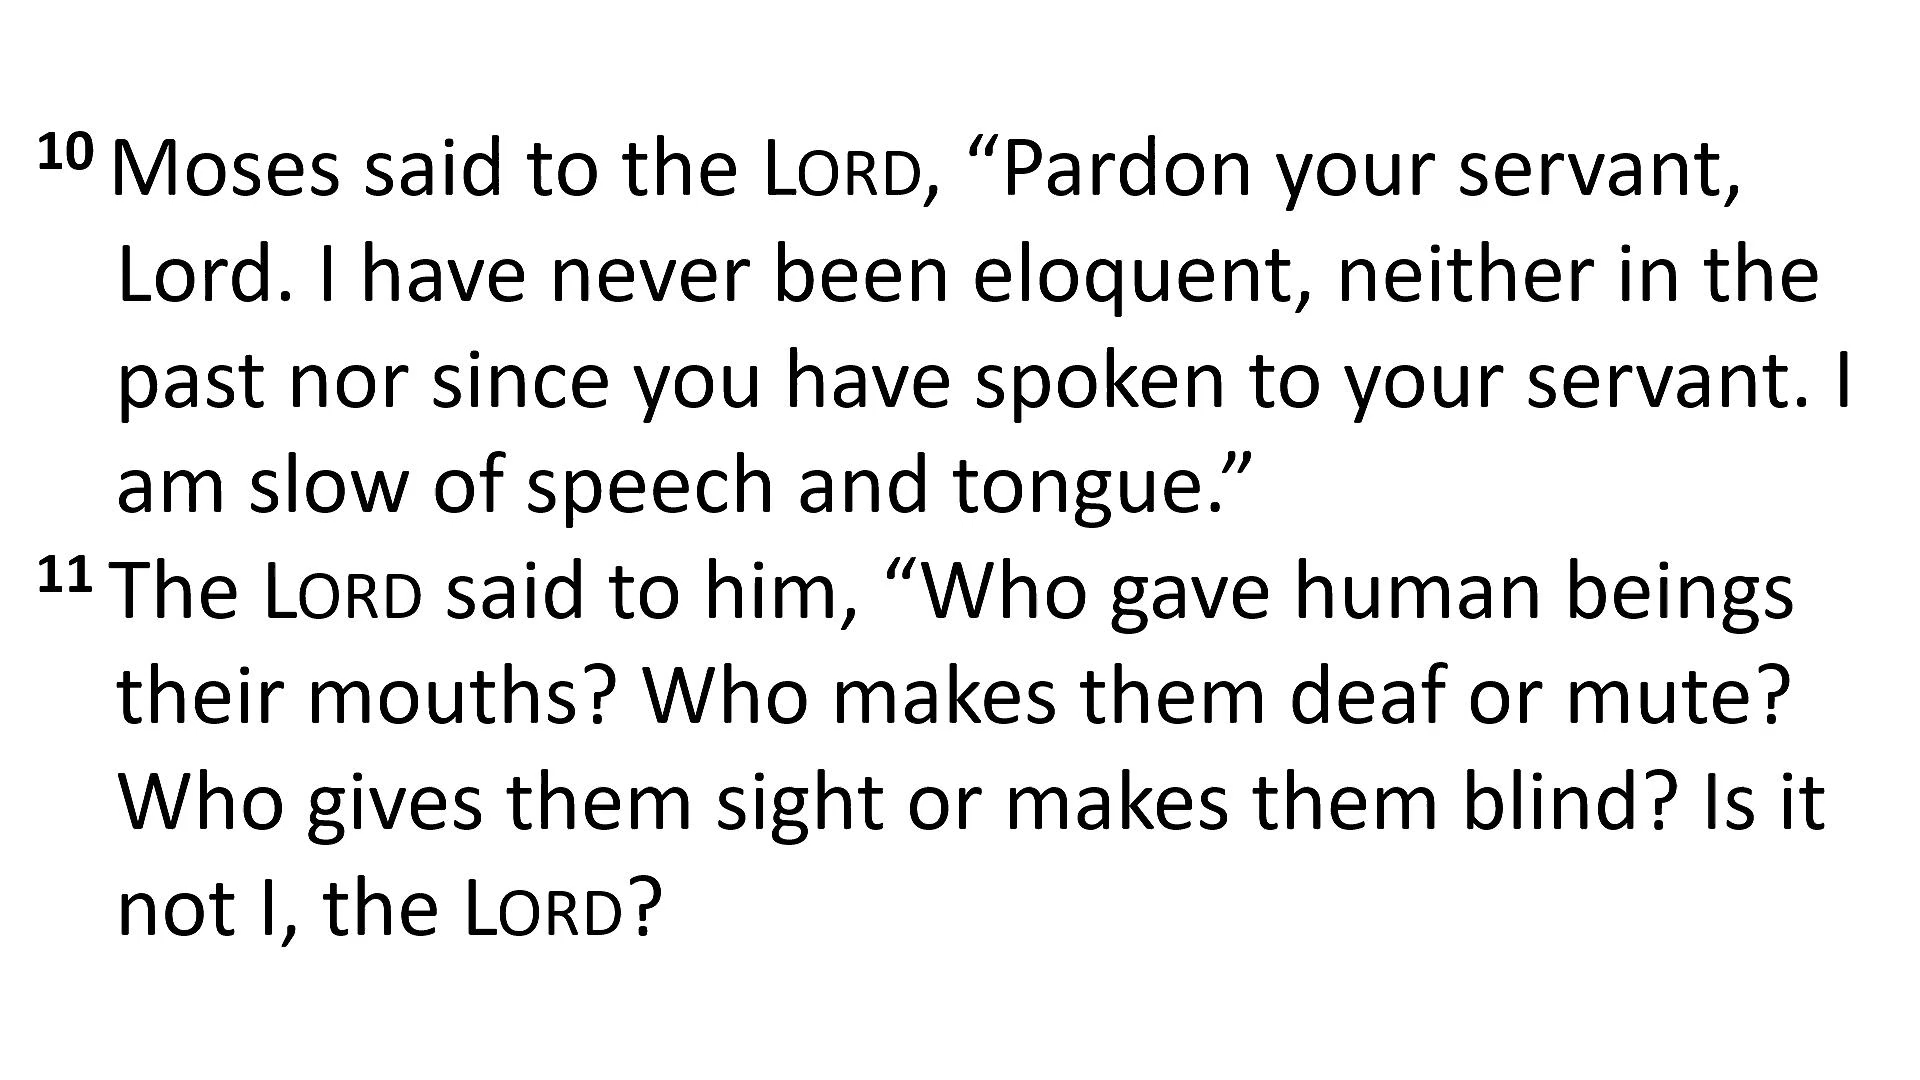 10 Moses said to the LORD, “Pardon your servant,
Lord. I have never been eloquent, neither in the
past nor since you have spoken to your servant. I
am slow of speech and tongue.”
11 The LORD said to him, “Who gave human beings
their mouths? Who makes them deaf or mute?
Who gives them sight or makes them blind? Is it
not I, the LORD?